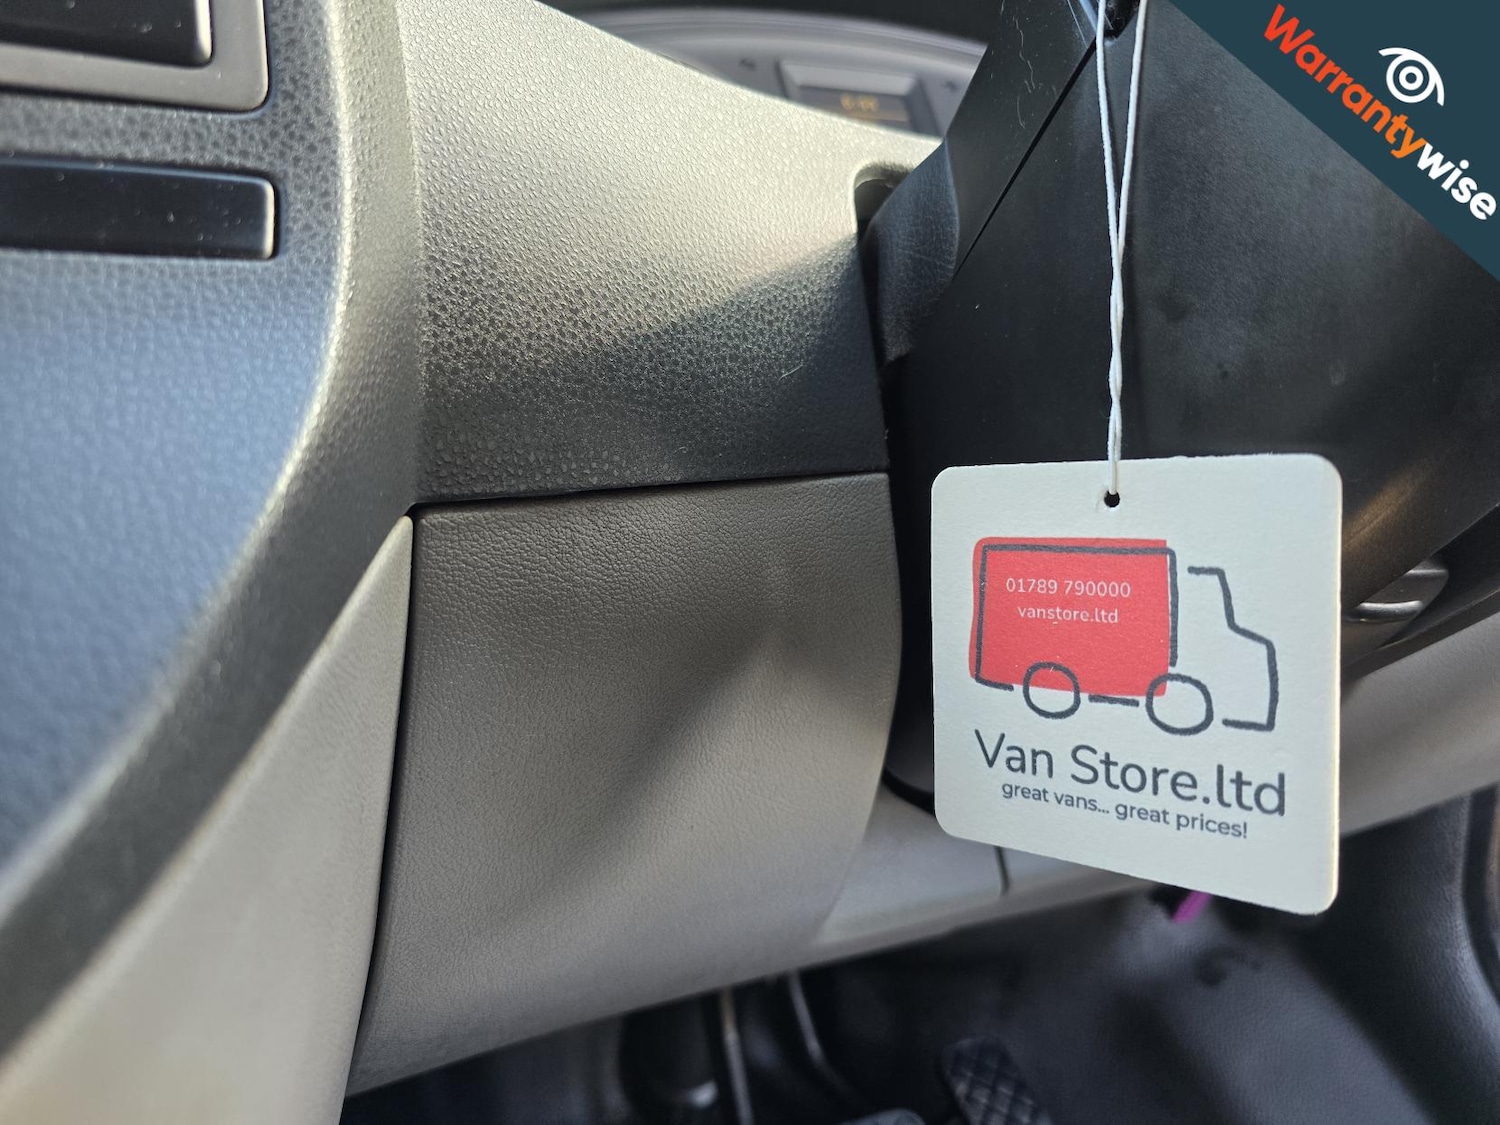 Warrantywise
01789 790000
vanstore.ltd
Van Store.ltd
great vans... great prices!